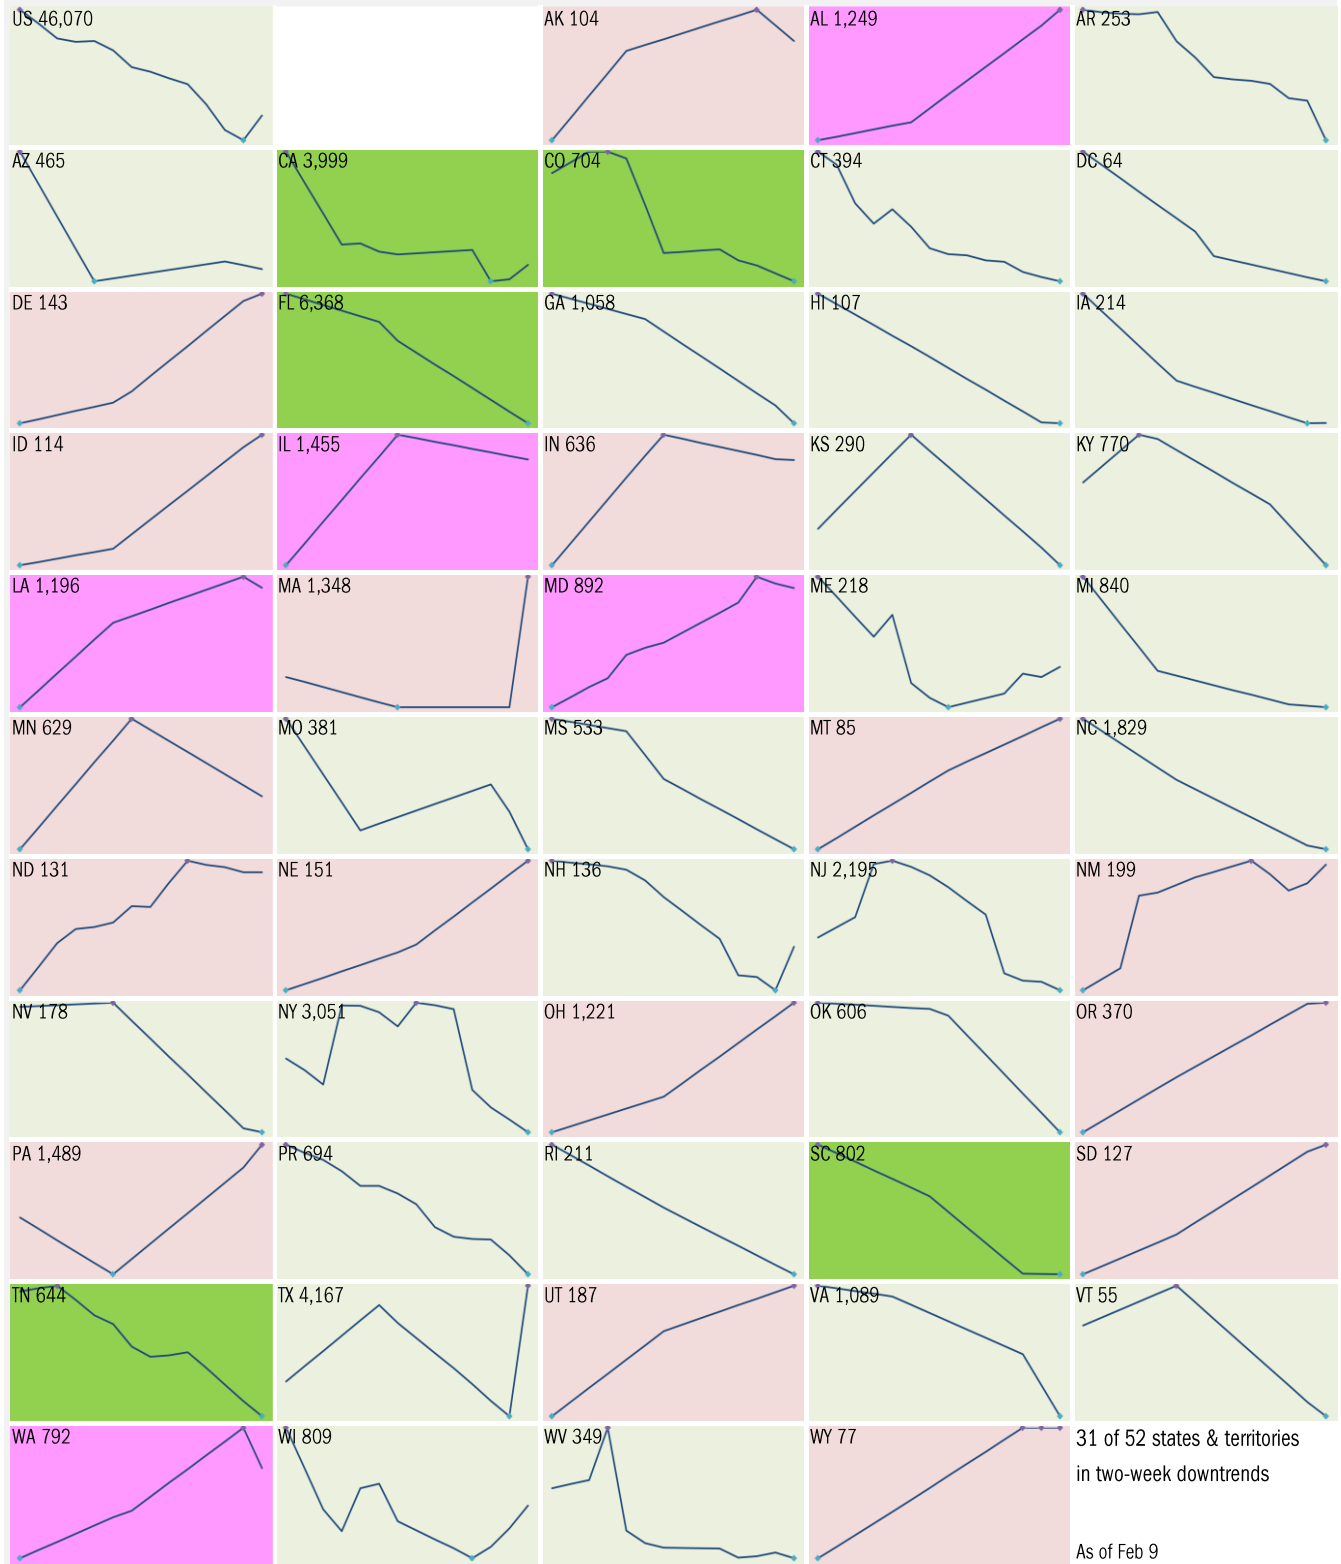 US 46,070
AK 104
AL 1,249
AR 253
AZ 465
CA 3,999
CO 704
CT 394
DC 64
DE 143
FL 6,368
GA 1,058
HI 107
IA 214
ID 114
IL 1,455
IN 636
KS 290
KY 770
LA 1,196
MA 1,348
MD 892
ME 218
MI 840
MN 629
MO 381
MS 533
MT 85
NC 1,829
ND 131
NE 151
NH 136
NJ 2,195
NM 199
NV 178
NY 3,051
OH 1,221
OK 606
OR 370
PA 1,489
PR 694
RI 211
SC 802
SD 127
TN 644
TX 4,167
UT 187
VA 1,089
VT 55
WA 792
WI 809
WV 349
WY 77
31 of 52 states & territories
in two-week downtrends
As of Feb 9